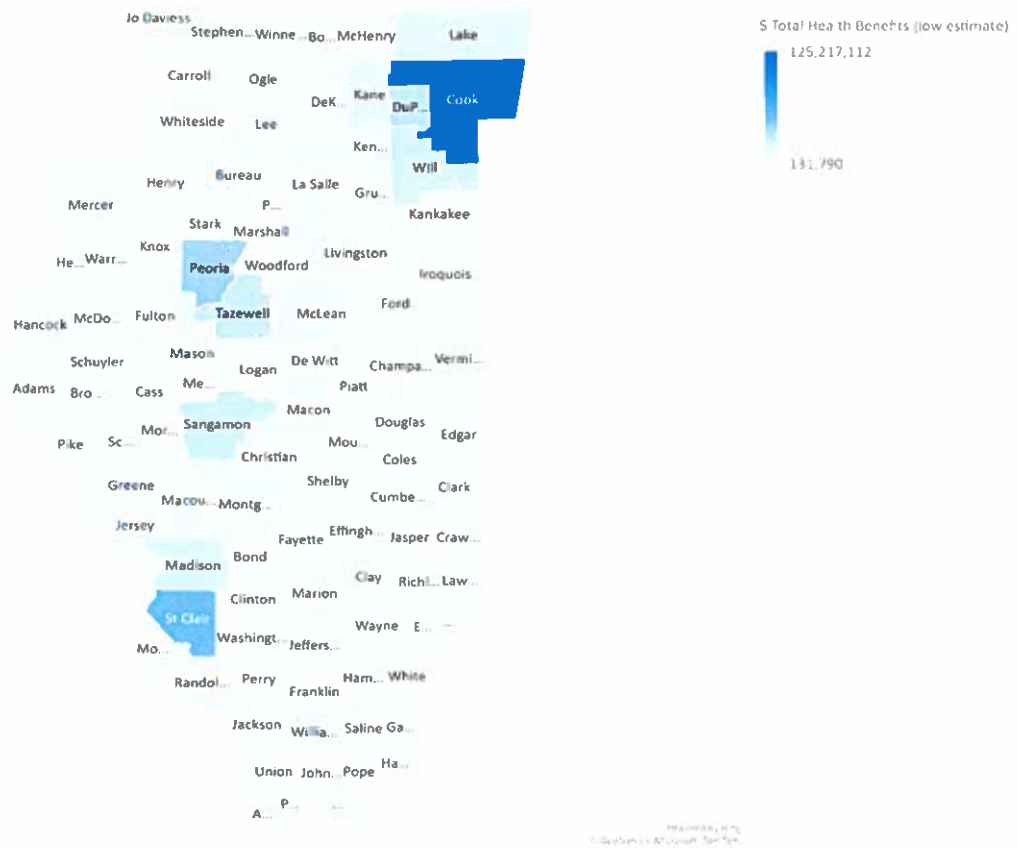 Jo Daviess
Stephen... Winne... Bo... McHenry Lake
$ Total Health Benefits (low estimate)
125,217,112
131,790
Carroll Ogle
DeK... Kane DuP... Cook
Whiteside Lee
Ken...
Will
Henry Bureau La Salle Gru...
Mercer P... Kankakee
Stark Marshall
Knox Livingston
He... Warr... Peoria Woodford Iroquois
Ford
Hancock McDo... Fulton Tazewell McLean
Schuyler Mason De Witt Champa... Vermi...
Logan
Adams Bro... Cass Me... Piatt
Macon
Mor... Sangamon Douglas
Pike Sc... Mou... Edgar
Christian Coles
Greene Shelby Clark
Macou... Montg... Cumbe...
Jersey
Fayette Effingh... Jasper Craw...
Madison Bond
Clay Richl... Law...
Clinton Marion
St Clair
Wayne E... ...
Mo... Washingt... Jeffers...
Randol... Perry Ham... White
Franklin
Jackson Willia... Saline Ga...
Union John... Pope Ha...
A... P... ...